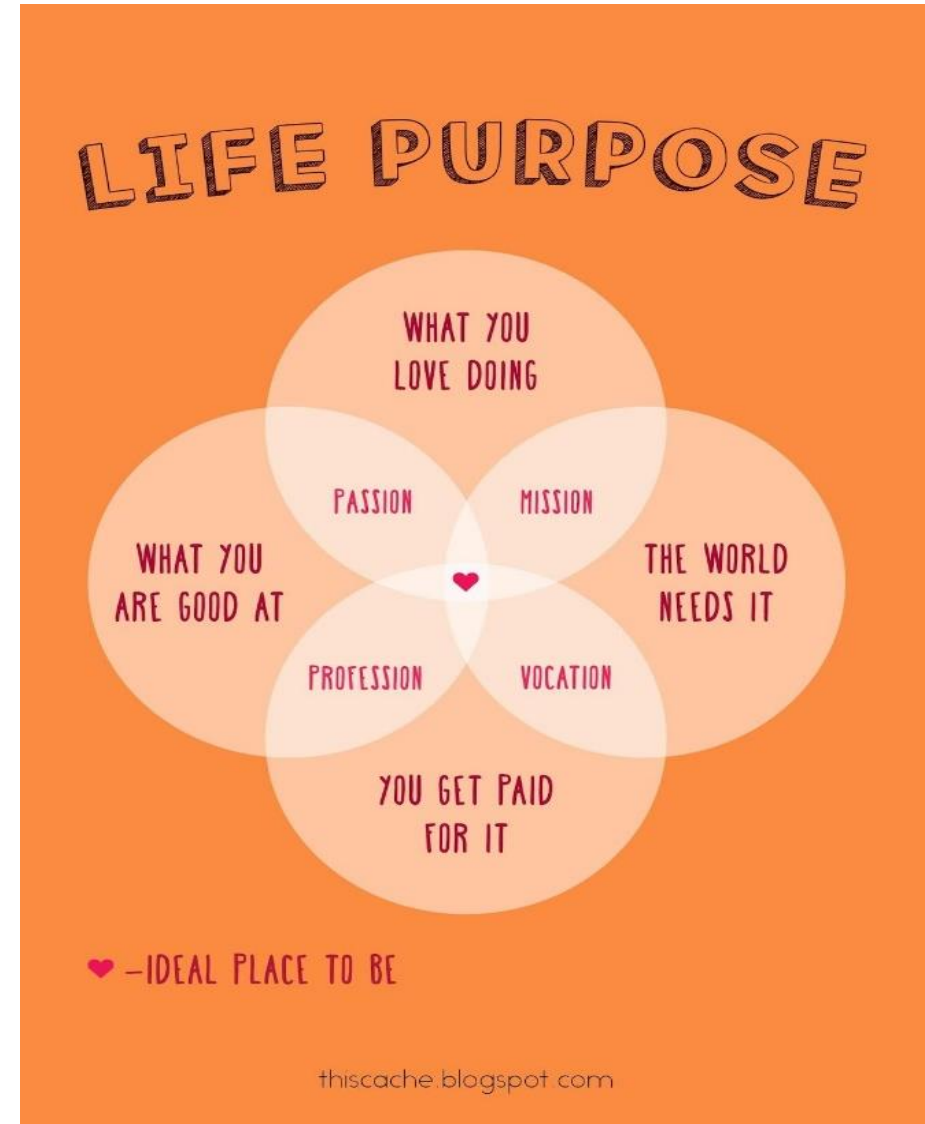 LIFE PURPOSE
WHAT YOU
LOVE DOING
PASSION
MISSION
WHAT YOU
ARE GOOD AT
THE WORLD
NEEDS IT
PROFESSION
VOCATION
YOU GET PAID
FOR IT
♥ -IDEAL PLACE TO BE
thiscache.blogspot.com